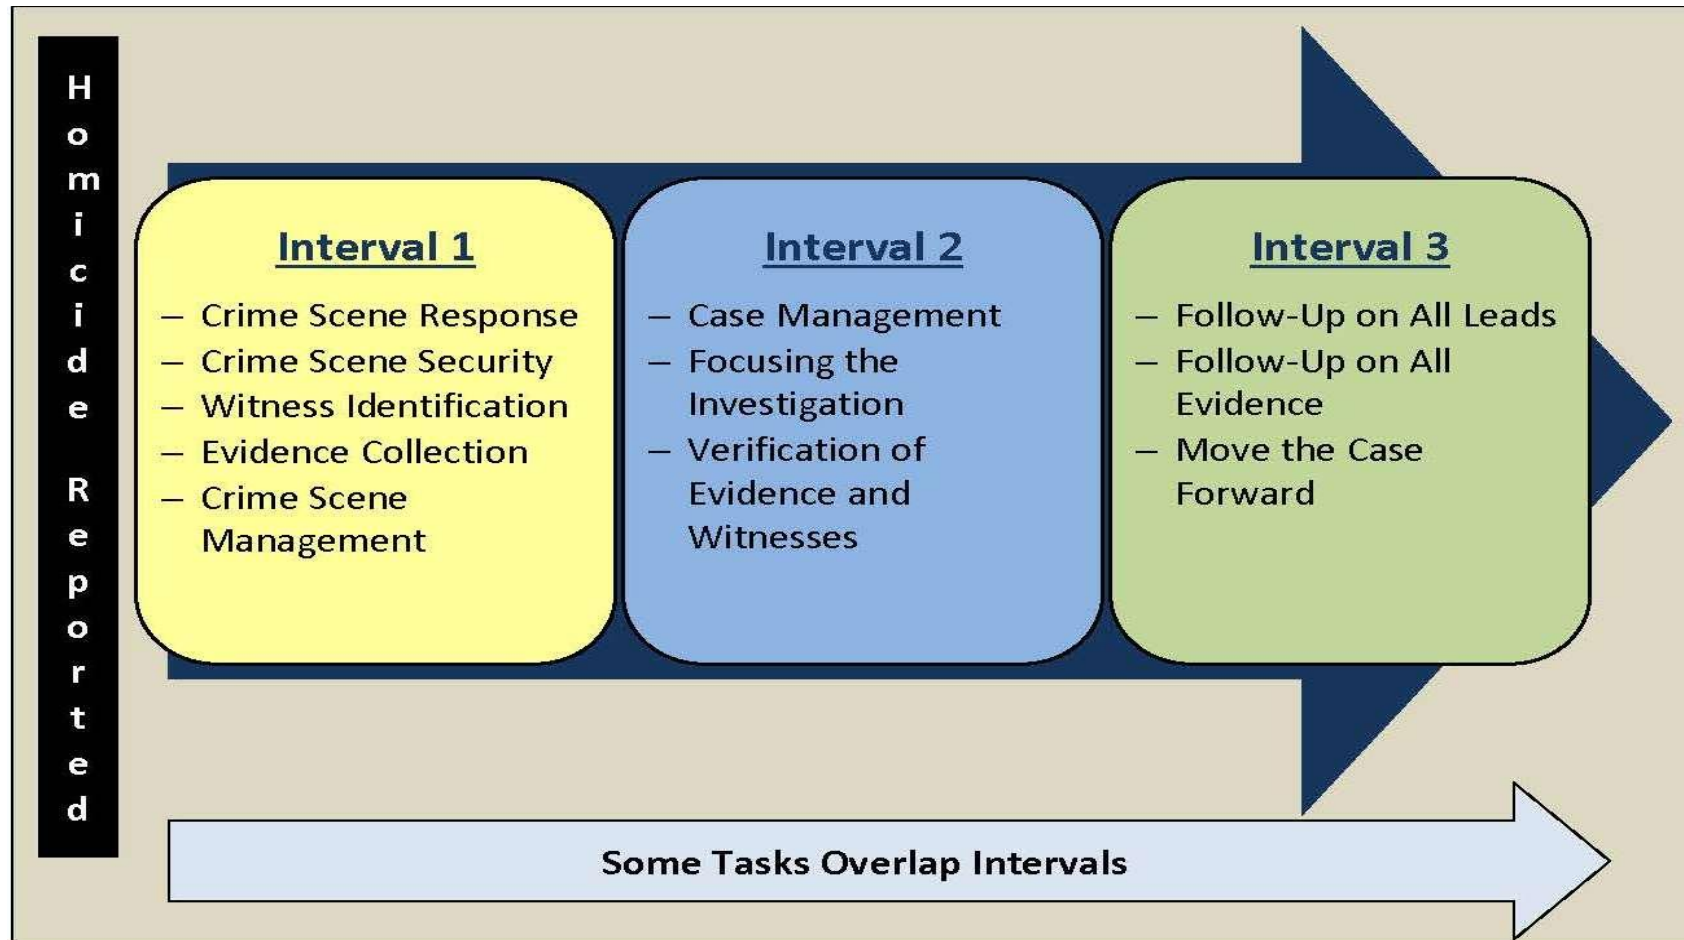 Homicide Reported
Interval 1
– Crime Scene Response
– Crime Scene Security
– Witness Identification
– Evidence Collection
– Crime Scene
Management
Interval 2
– Case Management
– Focusing the
Investigation
– Verification of
Evidence and
Witnesses
Interval 3
– Follow-Up on All Leads
– Follow-Up on All
Evidence
– Move the Case
Forward
Some Tasks Overlap Intervals